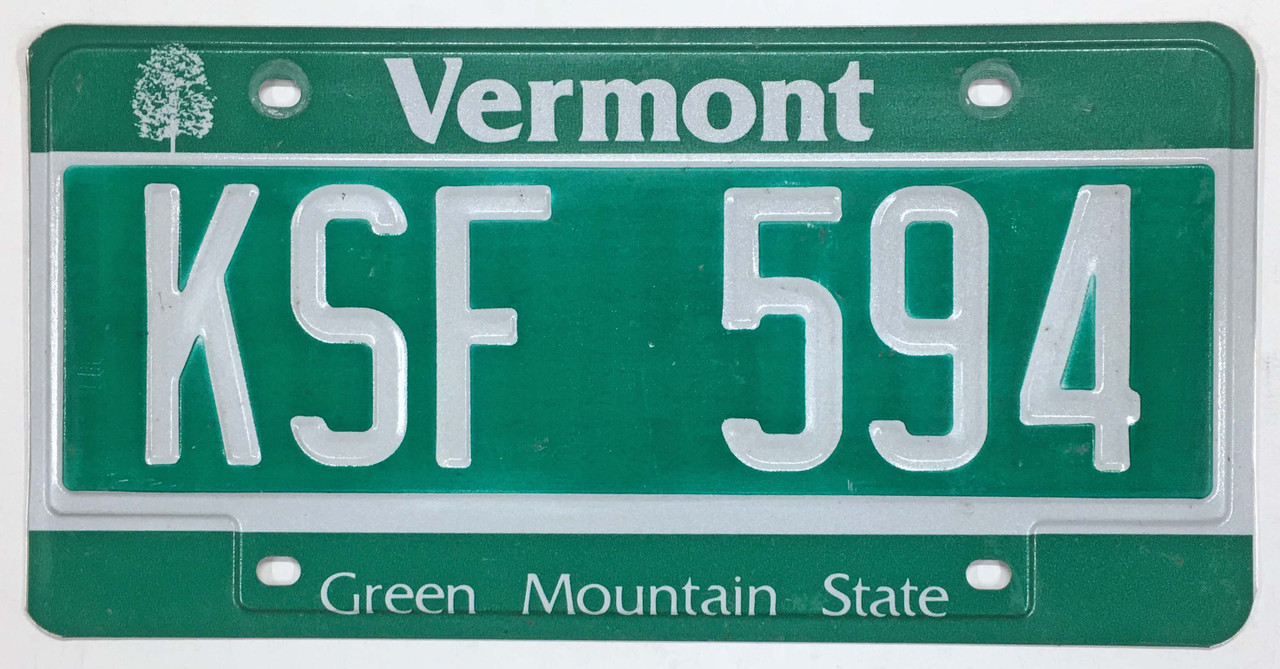 Vermont
KSF 594
Green Mountain State